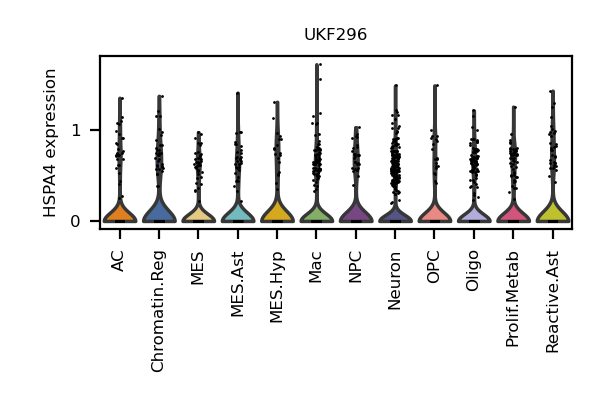 UKF296
HSPA4 expression
1
0
AC
Chromatin.Reg
MES
MES.Ast
MES.Hyp
Mac
NPC
Neuron
OPC
Oligo
Prolif.Metab
Reactive.Ast